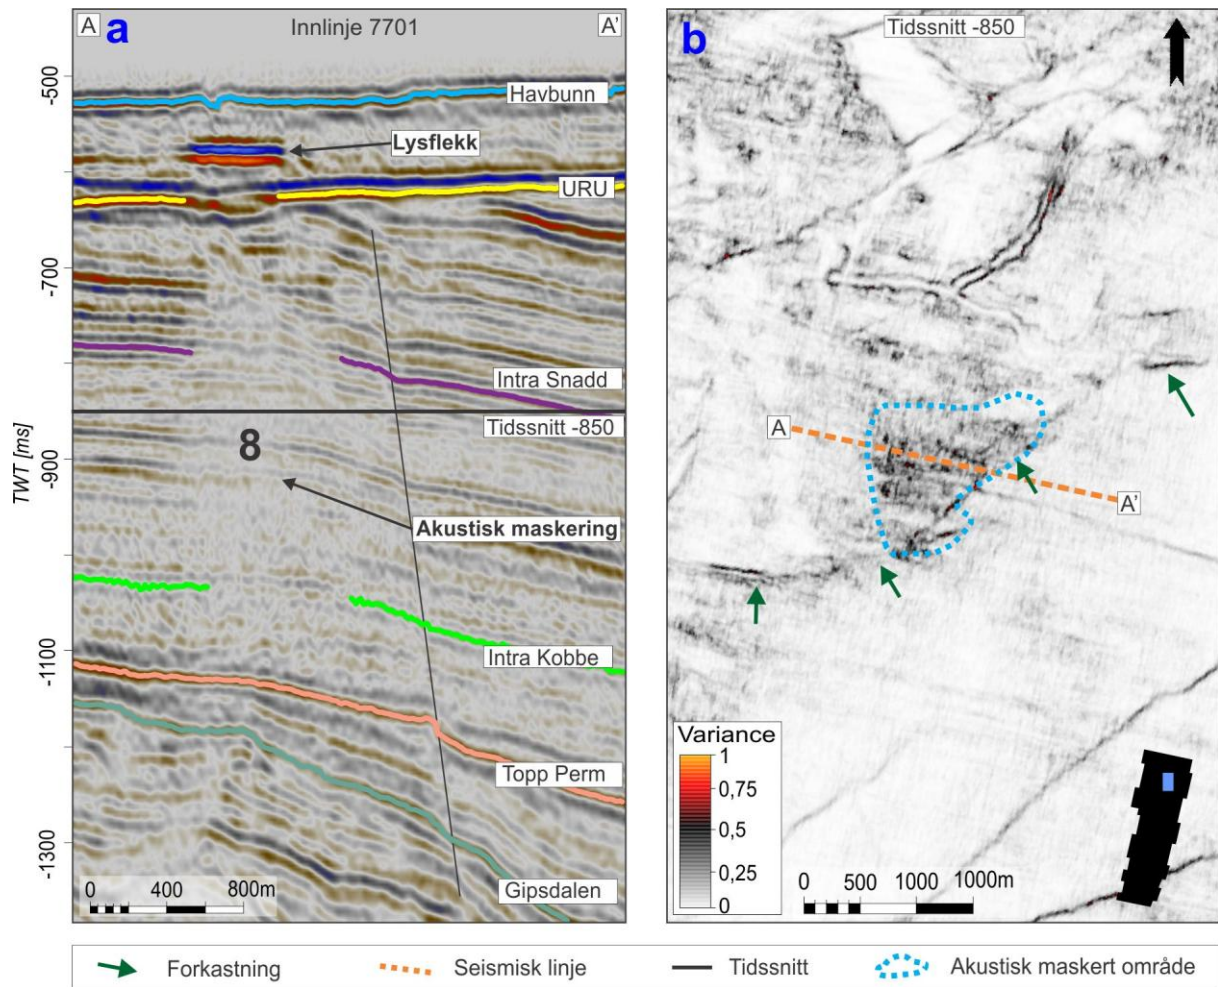 A
a
Innlinje 7701
A'
-500
-700
-900
-1100
-1300
TWT [ms]
Havbunn
Lysflekk
URU
Intra Snadd
Tidssnitt -850
8
Akustisk maskering
Intra Kobbe
Topp Perm
Gipsdalen
0 400 800m
b
Tidssnitt -850
A
A'
Variance
1
0,75
0,5
0,25
0
0 500 1000 1000m
Forkastning
Seismisk linje
Tidssnitt
Akustisk maskert område